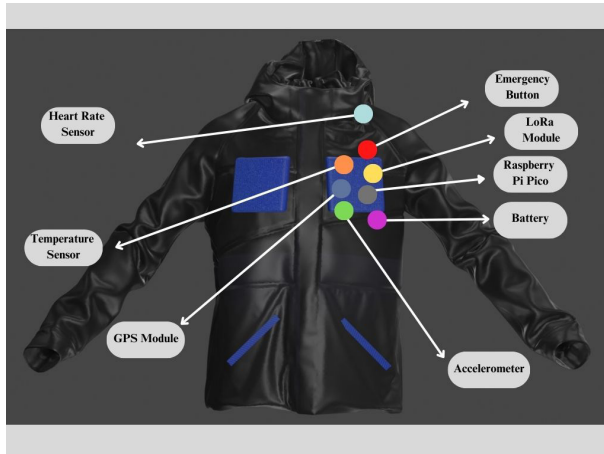 Heart Rate
Sensor
Emergency
Button
LoRa
Module
Raspberry
Pi Pico
Battery
Temperature
Sensor
GPS Module
Accelerometer